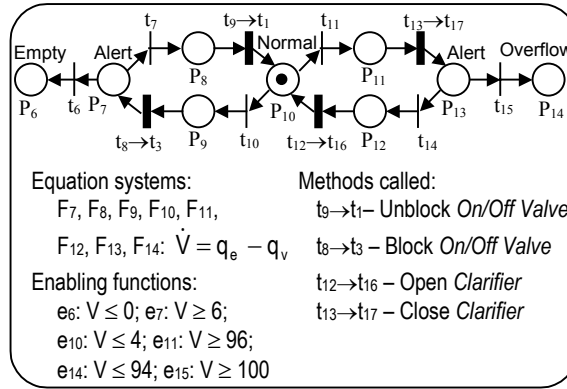 t₇ t₉→t₁ Normal t₁₁ t₁₃→t₁₇
Empty Alert Alert Overflow
P₈ P₁₁
P₆ t₆ P₇ P₁₀ P₁₃ t₁₅ P₁₄
t₈→t₃ P₉ t₁₀ t₁₂→t₁₆ P₁₂ t₁₄
Equation systems:
F₇, F₈, F₉, F₁₀, F₁₁,
F₁₂, F₁₃, F₁₄: V̇ = qₑ − qᵥ
Enabling functions:
e₆: V ≤ 0; e₇: V ≥ 6;
e₁₀: V ≤ 4; e₁₁: V ≥ 96;
e₁₄: V ≤ 94; e₁₅: V ≥ 100
Methods called:
t₉→t₁– Unblock On/Off Valve
t₈→t₃ – Block On/Off Valve
t₁₂→t₁₆ – Open Clarifier
t₁₃→t₁₇ – Close Clarifier